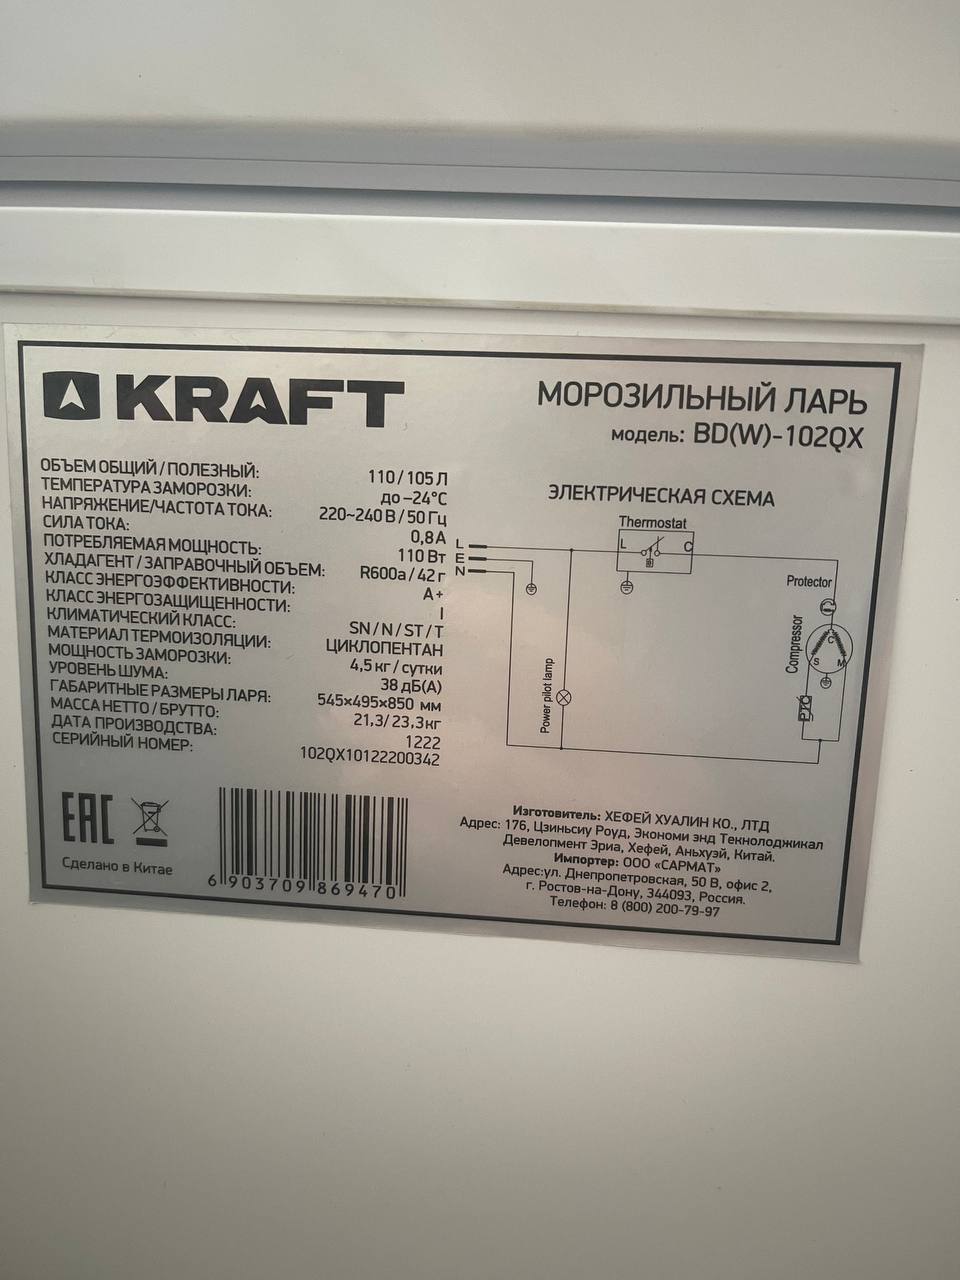 KRAFT
МОРОЗИЛЬНЫЙ ЛАРЬ
модель: BD(W)-102QX
ОБЪЕМ ОБЩИЙ / ПОЛЕЗНЫЙ: 110 / 105 Л
ТЕМПЕРАТУРА ЗАМОРОЗКИ: до –24°C
НАПРЯЖЕНИЕ/ЧАСТОТА ТОКА: 220~240 В / 50 Гц
СИЛА ТОКА: 0,8 А
ПОТРЕБЛЯЕМАЯ МОЩНОСТЬ: 110 Вт
ХЛАДАГЕНТ / ЗАПРАВОЧНЫЙ ОБЪЕМ: R600a / 42 г
КЛАСС ЭНЕРГОЭФФЕКТИВНОСТИ: A+
КЛАСС ЭНЕРГОЗАЩИЩЕННОСТИ: I
КЛИМАТИЧЕСКИЙ КЛАСС: SN / N / ST / T
МАТЕРИАЛ ТЕРМОИЗОЛЯЦИИ: ЦИКЛОПЕНТАН
МОЩНОСТЬ ЗАМОРОЗКИ: 4,5 кг / сутки
УРОВЕНЬ ШУМА: 38 дБ(А)
ГАБАРИТНЫЕ РАЗМЕРЫ ЛАРЯ: 545×495×850 мм
МАССА НЕТТО / БРУТТО: 21,3 / 23,3 кг
ДАТА ПРОИЗВОДСТВА: 1222
СЕРИЙНЫЙ НОМЕР: 102QX10122200342
ЭЛЕКТРИЧЕСКАЯ СХЕМА
Thermostat
L
C
L
E
N
Protector
Compressor
C
S
M
PTC
Power pilot lamp
EAC
Сделано в Китае
6 903709 869470
Изготовитель: ХЕФЕЙ ХУАЛИН КО., ЛТД
Адрес: 176, Цзиньсиу Роуд, Экономи энд Текнолоджикал
Девелопмент Эриа, Хефей, Аньхуэй, Китай.
Импортер: ООО «САРМАТ»
Адрес:ул. Днепропетровская, 50 В, офис 2,
г. Ростов-на-Дону, 344093, Россия.
Телефон: 8 (800) 200-79-97